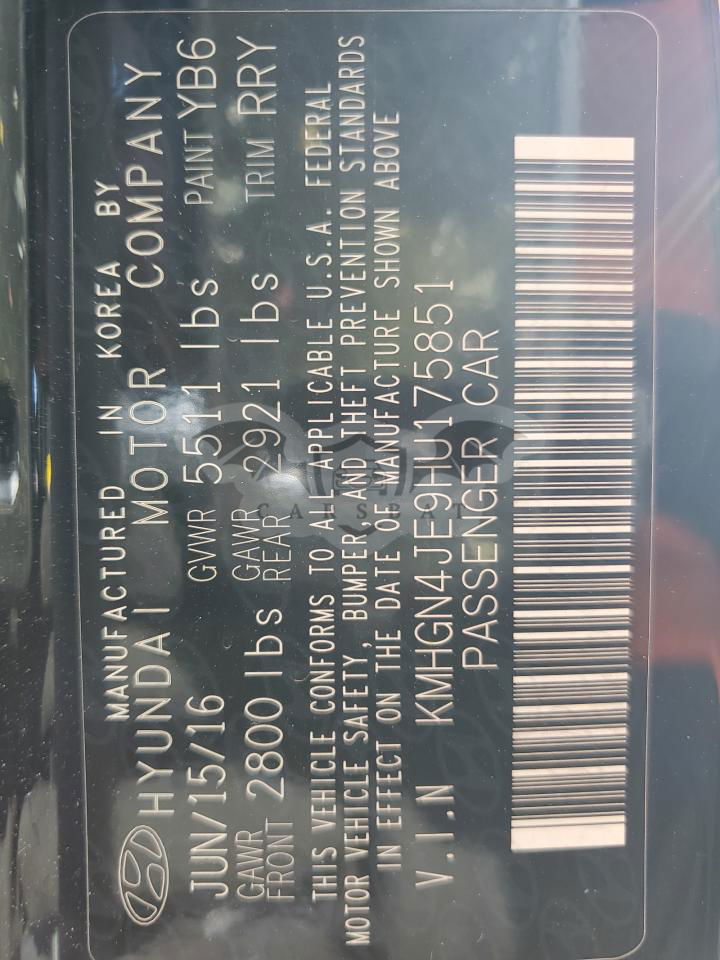 MANUFACTURED IN KOREA BY
HYUNDAI MOTOR COMPANY
JUN/15/16 GVWR 5511 lbs PAINT YB6
GAWR FRONT 2800 lbs GAWR REAR 2921 lbs TRIM RRY
THIS VEHICLE CONFORMS TO ALL APPLICABLE U.S.A. FEDERAL
MOTOR VEHICLE SAFETY, BUMPER, AND THEFT PREVENTION STANDARDS
IN EFFECT ON THE DATE OF MANUFACTURE SHOWN ABOVE
V.I.N KMHGN4JE9HU175851
PASSENGER CAR
CARSBAT